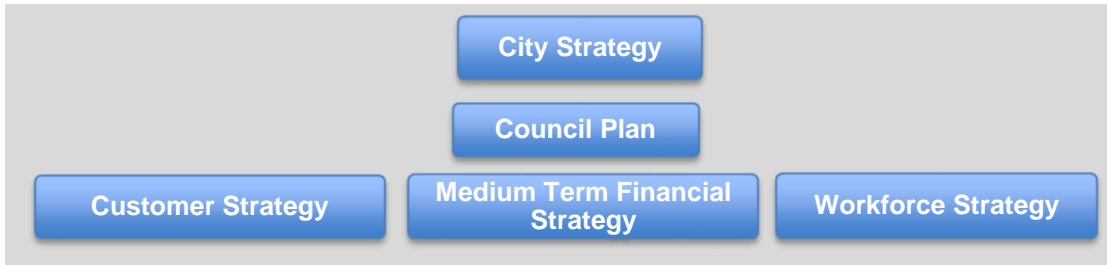 City Strategy
Council Plan
Customer Strategy
Medium Term Financial
Strategy
Workforce Strategy